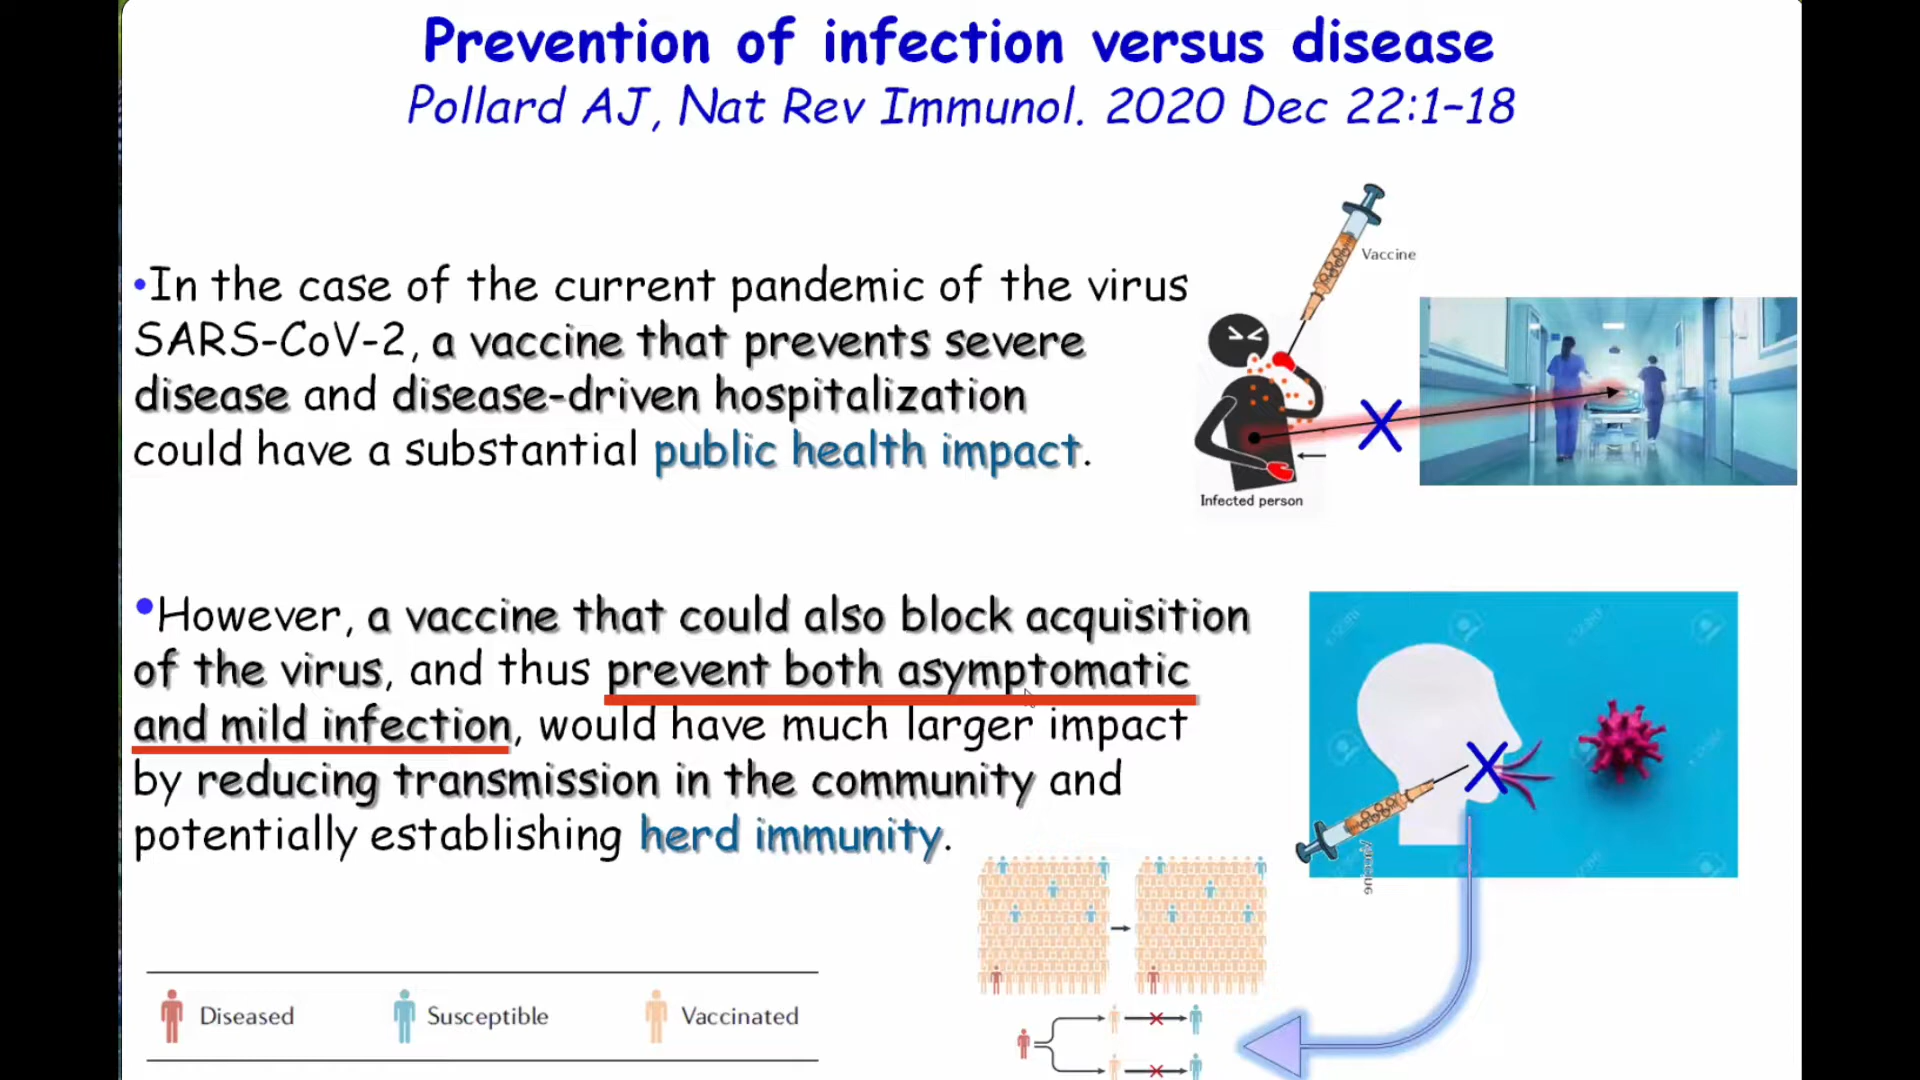 Prevention of infection versus disease
Pollard AJ, Nat Rev Immunol. 2020 Dec 22:1–18
Vaccine
•In the case of the current pandemic of the virus
SARS-CoV-2, a vaccine that prevents severe
disease and disease-driven hospitalization
could have a substantial public health impact.
Infected person
•However, a vaccine that could also block acquisition
of the virus, and thus prevent both asymptomatic
and mild infection, would have much larger impact
by reducing transmission in the community and
potentially establishing herd immunity.
Vaccine
Diseased
Susceptible
Vaccinated